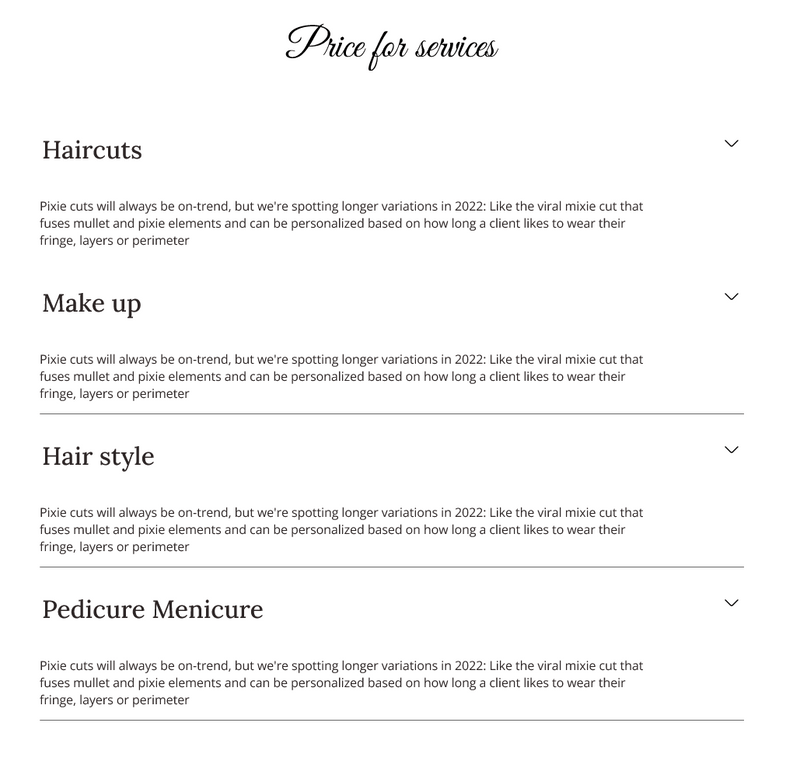 Price for services
Haircuts
Pixie cuts will always be on-trend, but we're spotting longer variations in 2022: Like the viral mixie cut that
fuses mullet and pixie elements and can be personalized based on how long a client likes to wear their
fringe, layers or perimeter
Make up
Pixie cuts will always be on-trend, but we're spotting longer variations in 2022: Like the viral mixie cut that
fuses mullet and pixie elements and can be personalized based on how long a client likes to wear their
fringe, layers or perimeter
Hair style
Pixie cuts will always be on-trend, but we're spotting longer variations in 2022: Like the viral mixie cut that
fuses mullet and pixie elements and can be personalized based on how long a client likes to wear their
fringe, layers or perimeter
Pedicure Menicure
Pixie cuts will always be on-trend, but we're spotting longer variations in 2022: Like the viral mixie cut that
fuses mullet and pixie elements and can be personalized based on how long a client likes to wear their
fringe, layers or perimeter